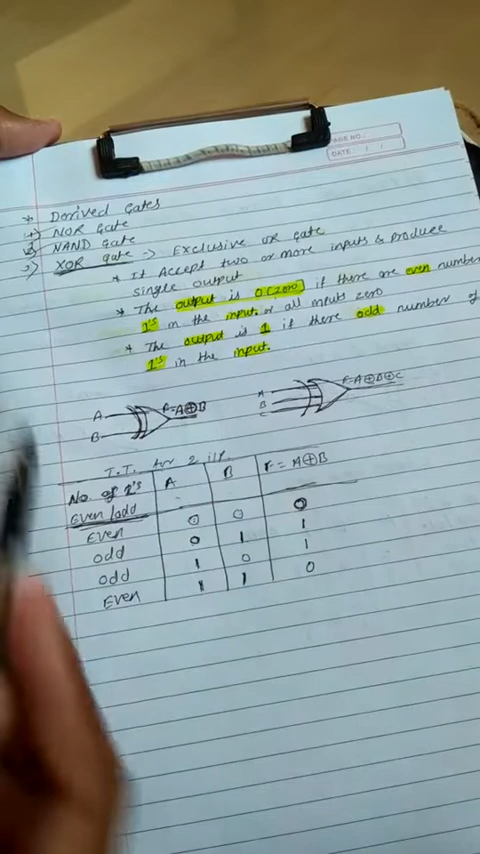 PAGE NO.:
DATE: / /
* Derived Gates
1) NOR Gate
2) NAND Gate
3) XOR gate :-> Exclusive OR gate
* It Accept two or more inputs & produce
single output
* The output is 0(zero) if there are even number
1's in the input. or all inputs zero
* The output is 1 if there odd number of
1's in the input.
A
B
F=A⊕B
A
B
C
F=A⊕B⊕C
T.T. for 2 i/p.
No of 1's
Even/odd A B F = A⊕B
Even 0 0 0
odd 0 1 1
odd 1 0 1
Even 1 1 0